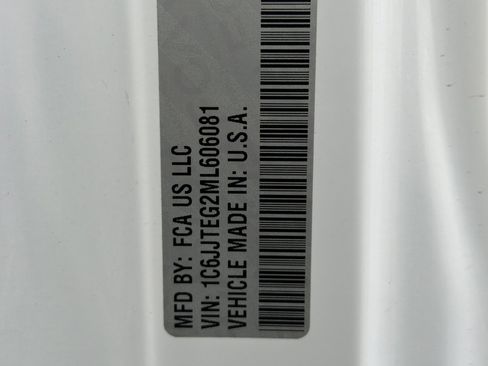 MFD BY: FCA US LLC
VIN: 1C6JJTEG2ML606081
VEHICLE MADE IN: U.S.A.